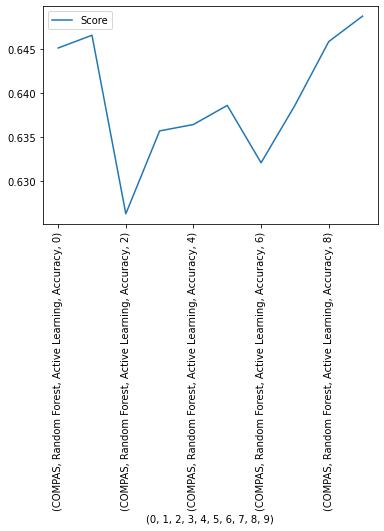 Score
0.645
0.640
0.635
0.630
(COMPAS, Random Forest, Active Learning, Accuracy, 0)
(COMPAS, Random Forest, Active Learning, Accuracy, 2)
(COMPAS, Random Forest, Active Learning, Accuracy, 4)
(COMPAS, Random Forest, Active Learning, Accuracy, 6)
(COMPAS, Random Forest, Active Learning, Accuracy, 8)
(0, 1, 2, 3, 4, 5, 6, 7, 8, 9)